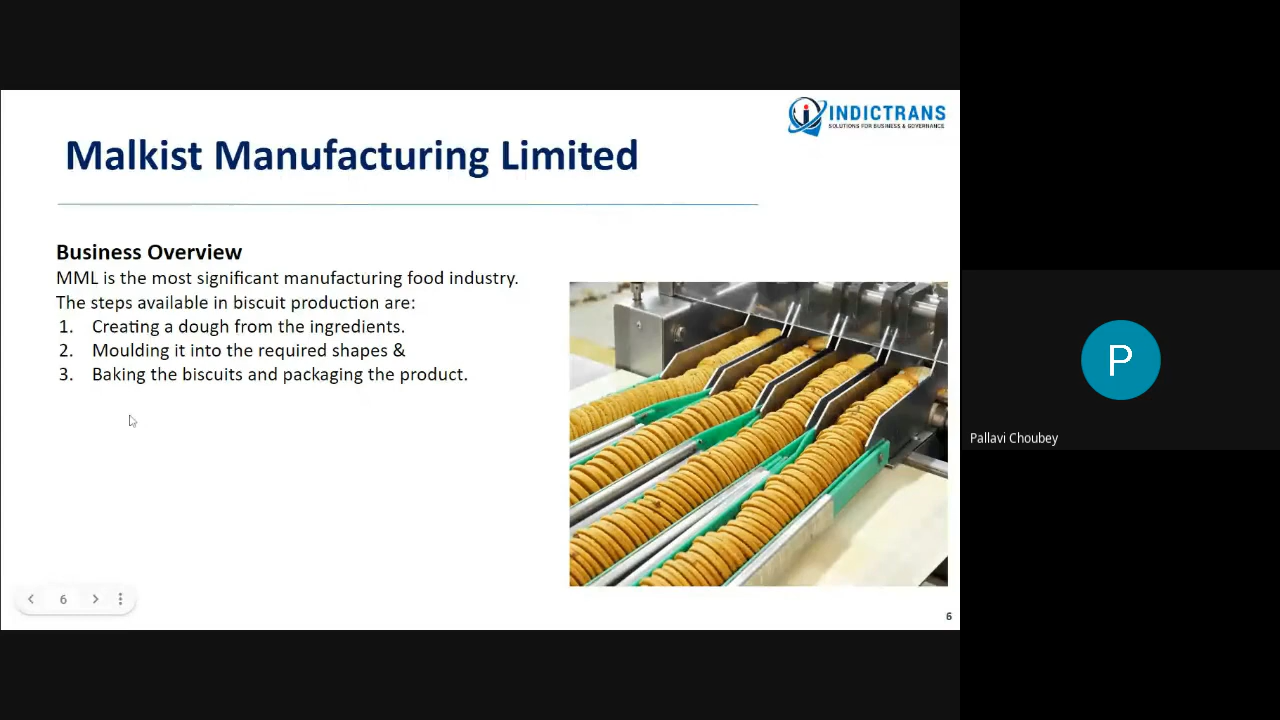 INDICTRANS
SOLUTIONS FOR BUSINESS & GOVERNANCE
Malkist Manufacturing Limited
Business Overview
MML is the most significant manufacturing food industry.
The steps available in biscuit production are:
1. Creating a dough from the ingredients.
2. Moulding it into the required shapes &
3. Baking the biscuits and packaging the product.
6
6
P
Pallavi Choubey